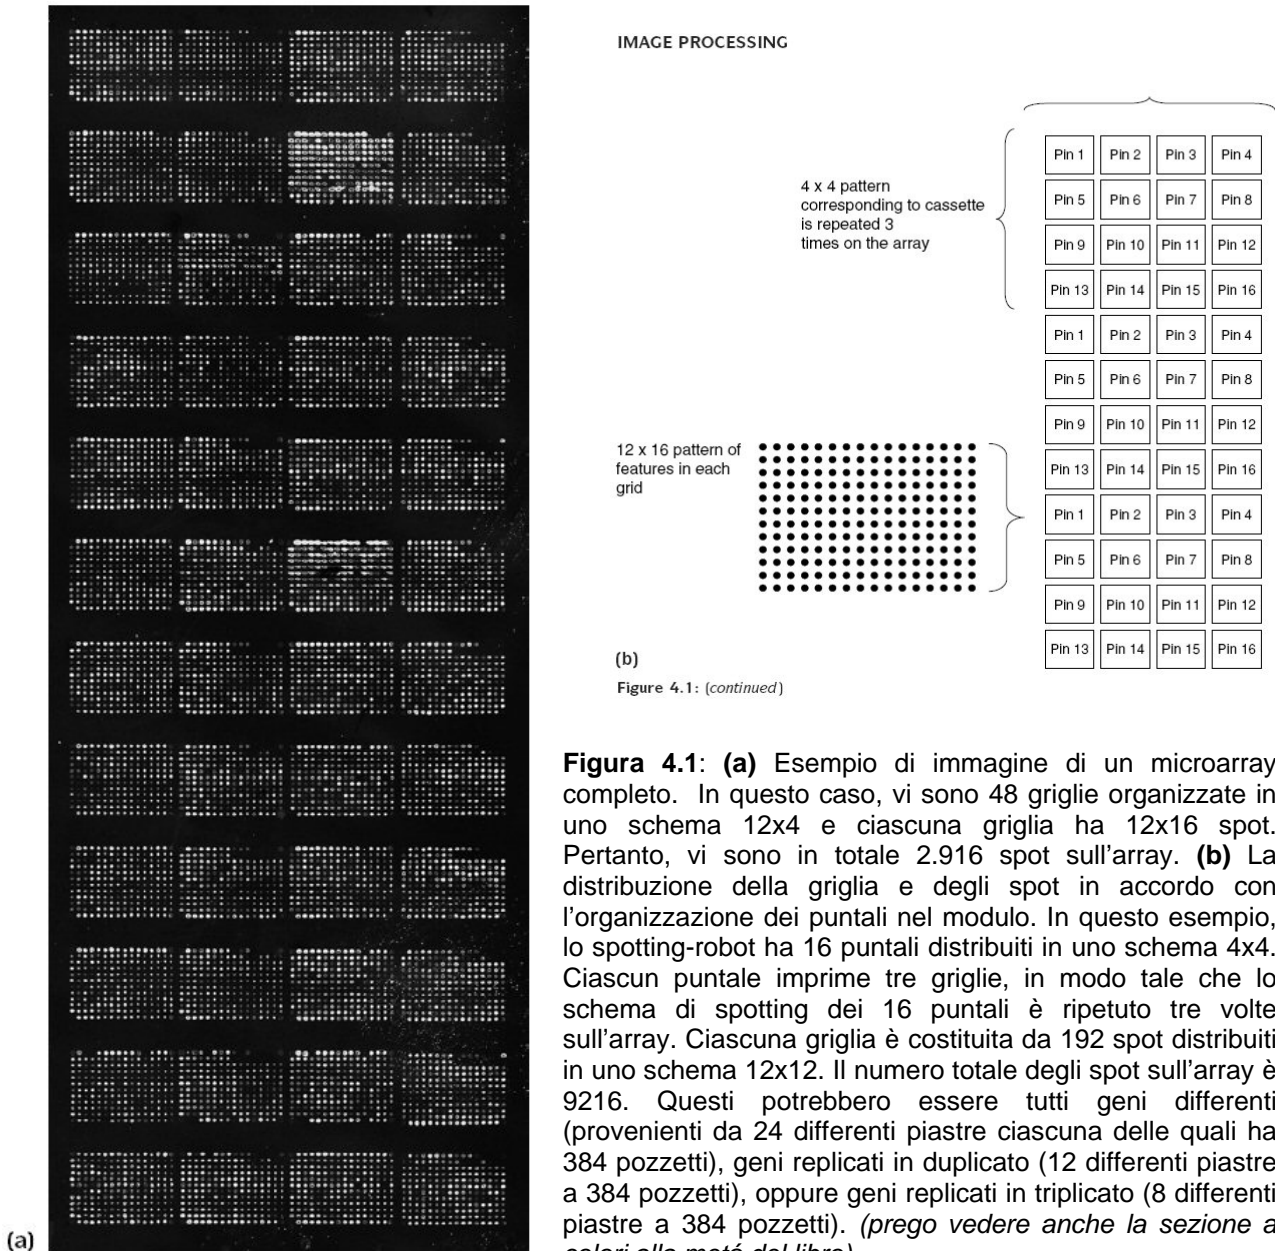 IMAGE PROCESSING
4 x 4 pattern
corresponding to cassette
is repeated 3
times on the array
Pin 1 Pin 2 Pin 3 Pin 4
Pin 5 Pin 6 Pin 7 Pin 8
Pin 9 Pin 10 Pin 11 Pin 12
Pin 13 Pin 14 Pin 15 Pin 16
Pin 1 Pin 2 Pin 3 Pin 4
Pin 5 Pin 6 Pin 7 Pin 8
Pin 9 Pin 10 Pin 11 Pin 12
Pin 13 Pin 14 Pin 15 Pin 16
Pin 1 Pin 2 Pin 3 Pin 4
Pin 5 Pin 6 Pin 7 Pin 8
Pin 9 Pin 10 Pin 11 Pin 12
Pin 13 Pin 14 Pin 15 Pin 16
12 x 16 pattern of
features in each
grid
(b)
Figure 4.1: (continued)
(a)
Figura 4.1: (a) Esempio di immagine di un microarray
completo. In questo caso, vi sono 48 griglie organizzate in
uno schema 12x4 e ciascuna griglia ha 12x16 spot.
Pertanto, vi sono in totale 2.916 spot sull'array. (b) La
distribuzione della griglia e degli spot in accordo con
l'organizzazione dei puntali nel modulo. In questo esempio,
lo spotting-robot ha 16 puntali distribuiti in uno schema 4x4.
Ciascun puntale imprime tre griglie, in modo tale che lo
schema di spotting dei 16 puntali è ripetuto tre volte
sull'array. Ciascuna griglia è costituita da 192 spot distribuiti
in uno schema 12x12. Il numero totale degli spot sull'array è
9216. Questi potrebbero essere tutti geni differenti
(provenienti da 24 differenti piastre ciascuna delle quali ha
384 pozzetti), geni replicati in duplicato (12 differenti piastre
a 384 pozzetti), oppure geni replicati in triplicato (8 differenti
piastre a 384 pozzetti). (prego vedere anche la sezione a
colori alla metá del libro)